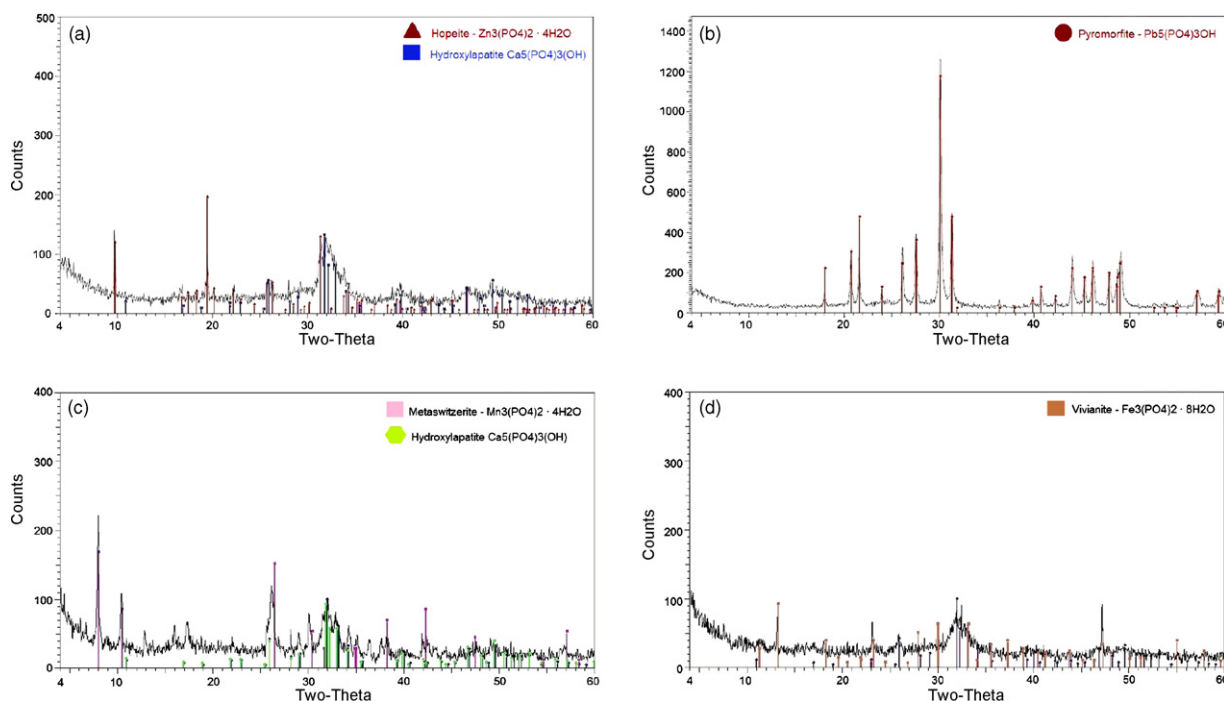 (a)
500
400
300
200
100
0
Counts
Hopeite - Zn3(PO4)2 · 4H2O
Hydroxylapatite Ca5(PO4)3(OH)
4 10 20 30 40 50 60
Two-Theta
(b)
1400
1200
1000
800
600
400
200
0
Counts
Pyromorfite - Pb5(PO4)3OH
4 10 20 30 40 50 60
Two-Theta
(c)
400
300
200
100
0
Counts
Metaswitzerite - Mn3(PO4)2 · 4H2O
Hydroxylapatite Ca5(PO4)3(OH)
4 10 20 30 40 50 60
Two-Theta
(d)
400
300
200
100
0
Counts
Vivianite - Fe3(PO4)2 · 8H2O
4 10 20 30 40 50 60
Two-Theta